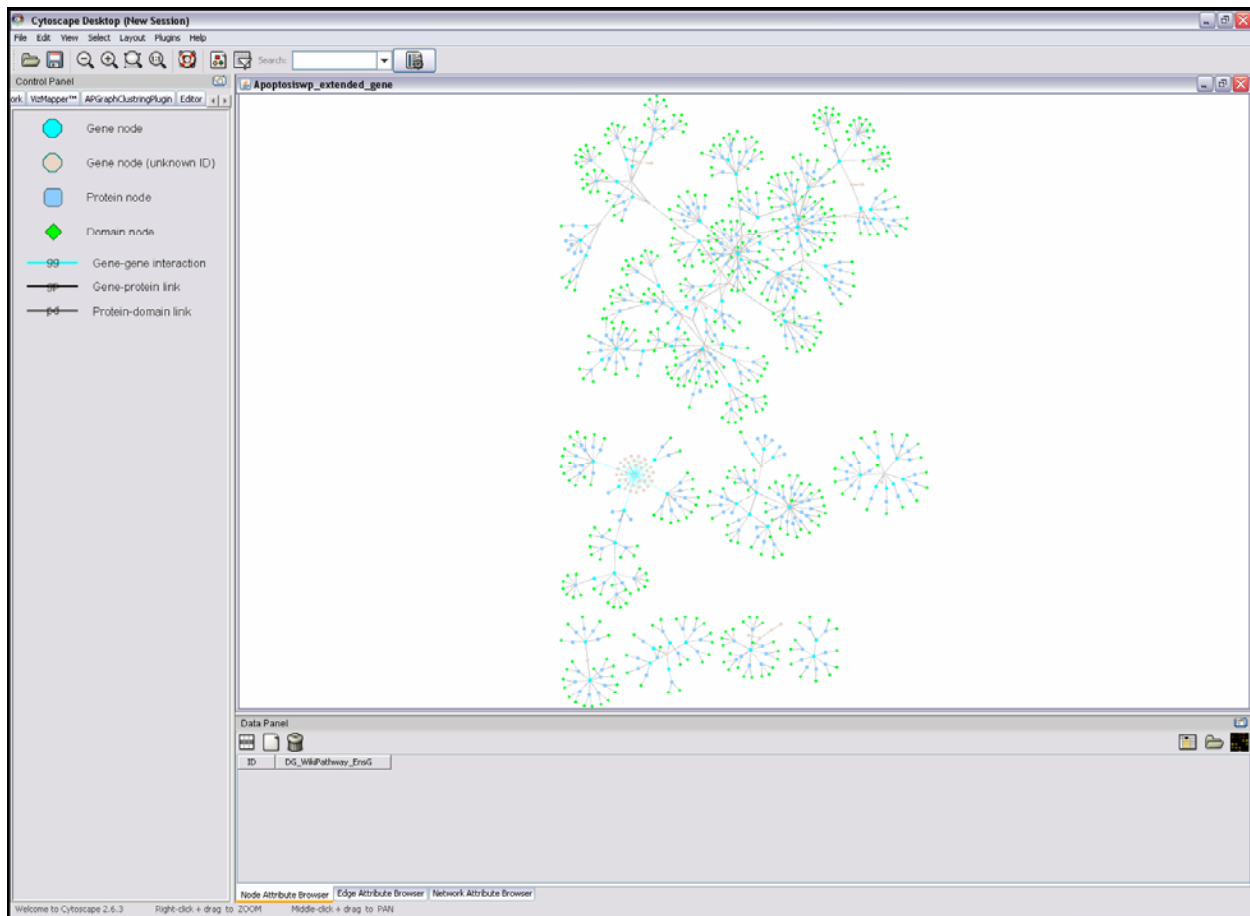 Cytoscape Desktop (New Session)
File Edit View Select Layout Plugins Help
Search:
Control Panel
ork VizMapper™ APGraphClustringPlugin Editor
Gene node
Gene node (unknown ID)
Protein node
Domain node
gg Gene-gene interaction
gp Gene-protein link
pd Protein-domain link
Apoptosiswp_extended_gene
Data Panel
ID DG_WikiPathway_EnsG
Node Attribute Browser Edge Attribute Browser Network Attribute Browser
Welcome to Cytoscape 2.6.3 Right-click + drag to ZOOM Middle-click + drag to PAN